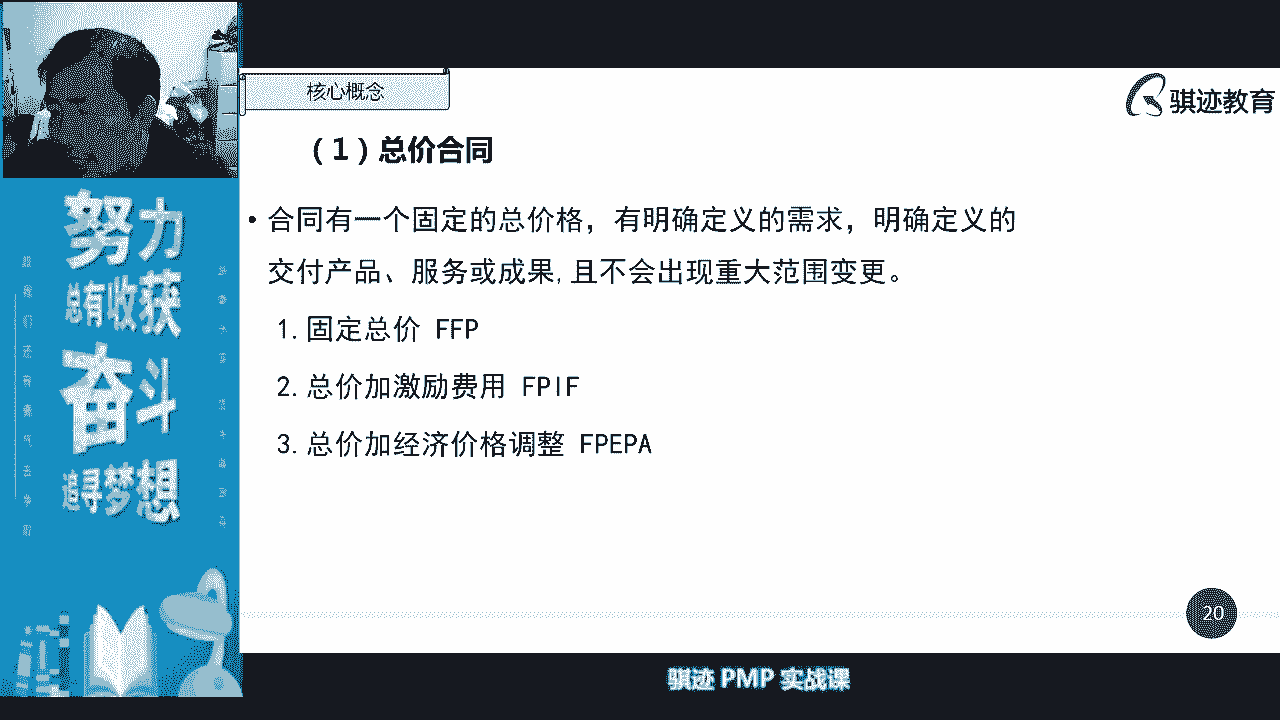 核心概念
骐迹教育
（1）总价合同
• 合同有一个固定的总价格，有明确定义的需求，明确定义的
交付产品、服务或成果,且不会出现重大范围变更。
1.固定总价 FFP
2.总价加激励费用 FPIF
3.总价加经济价格调整 FPEPA
努力
总有收获
奋斗
追寻梦想
20
骐迹 PMP 实战课